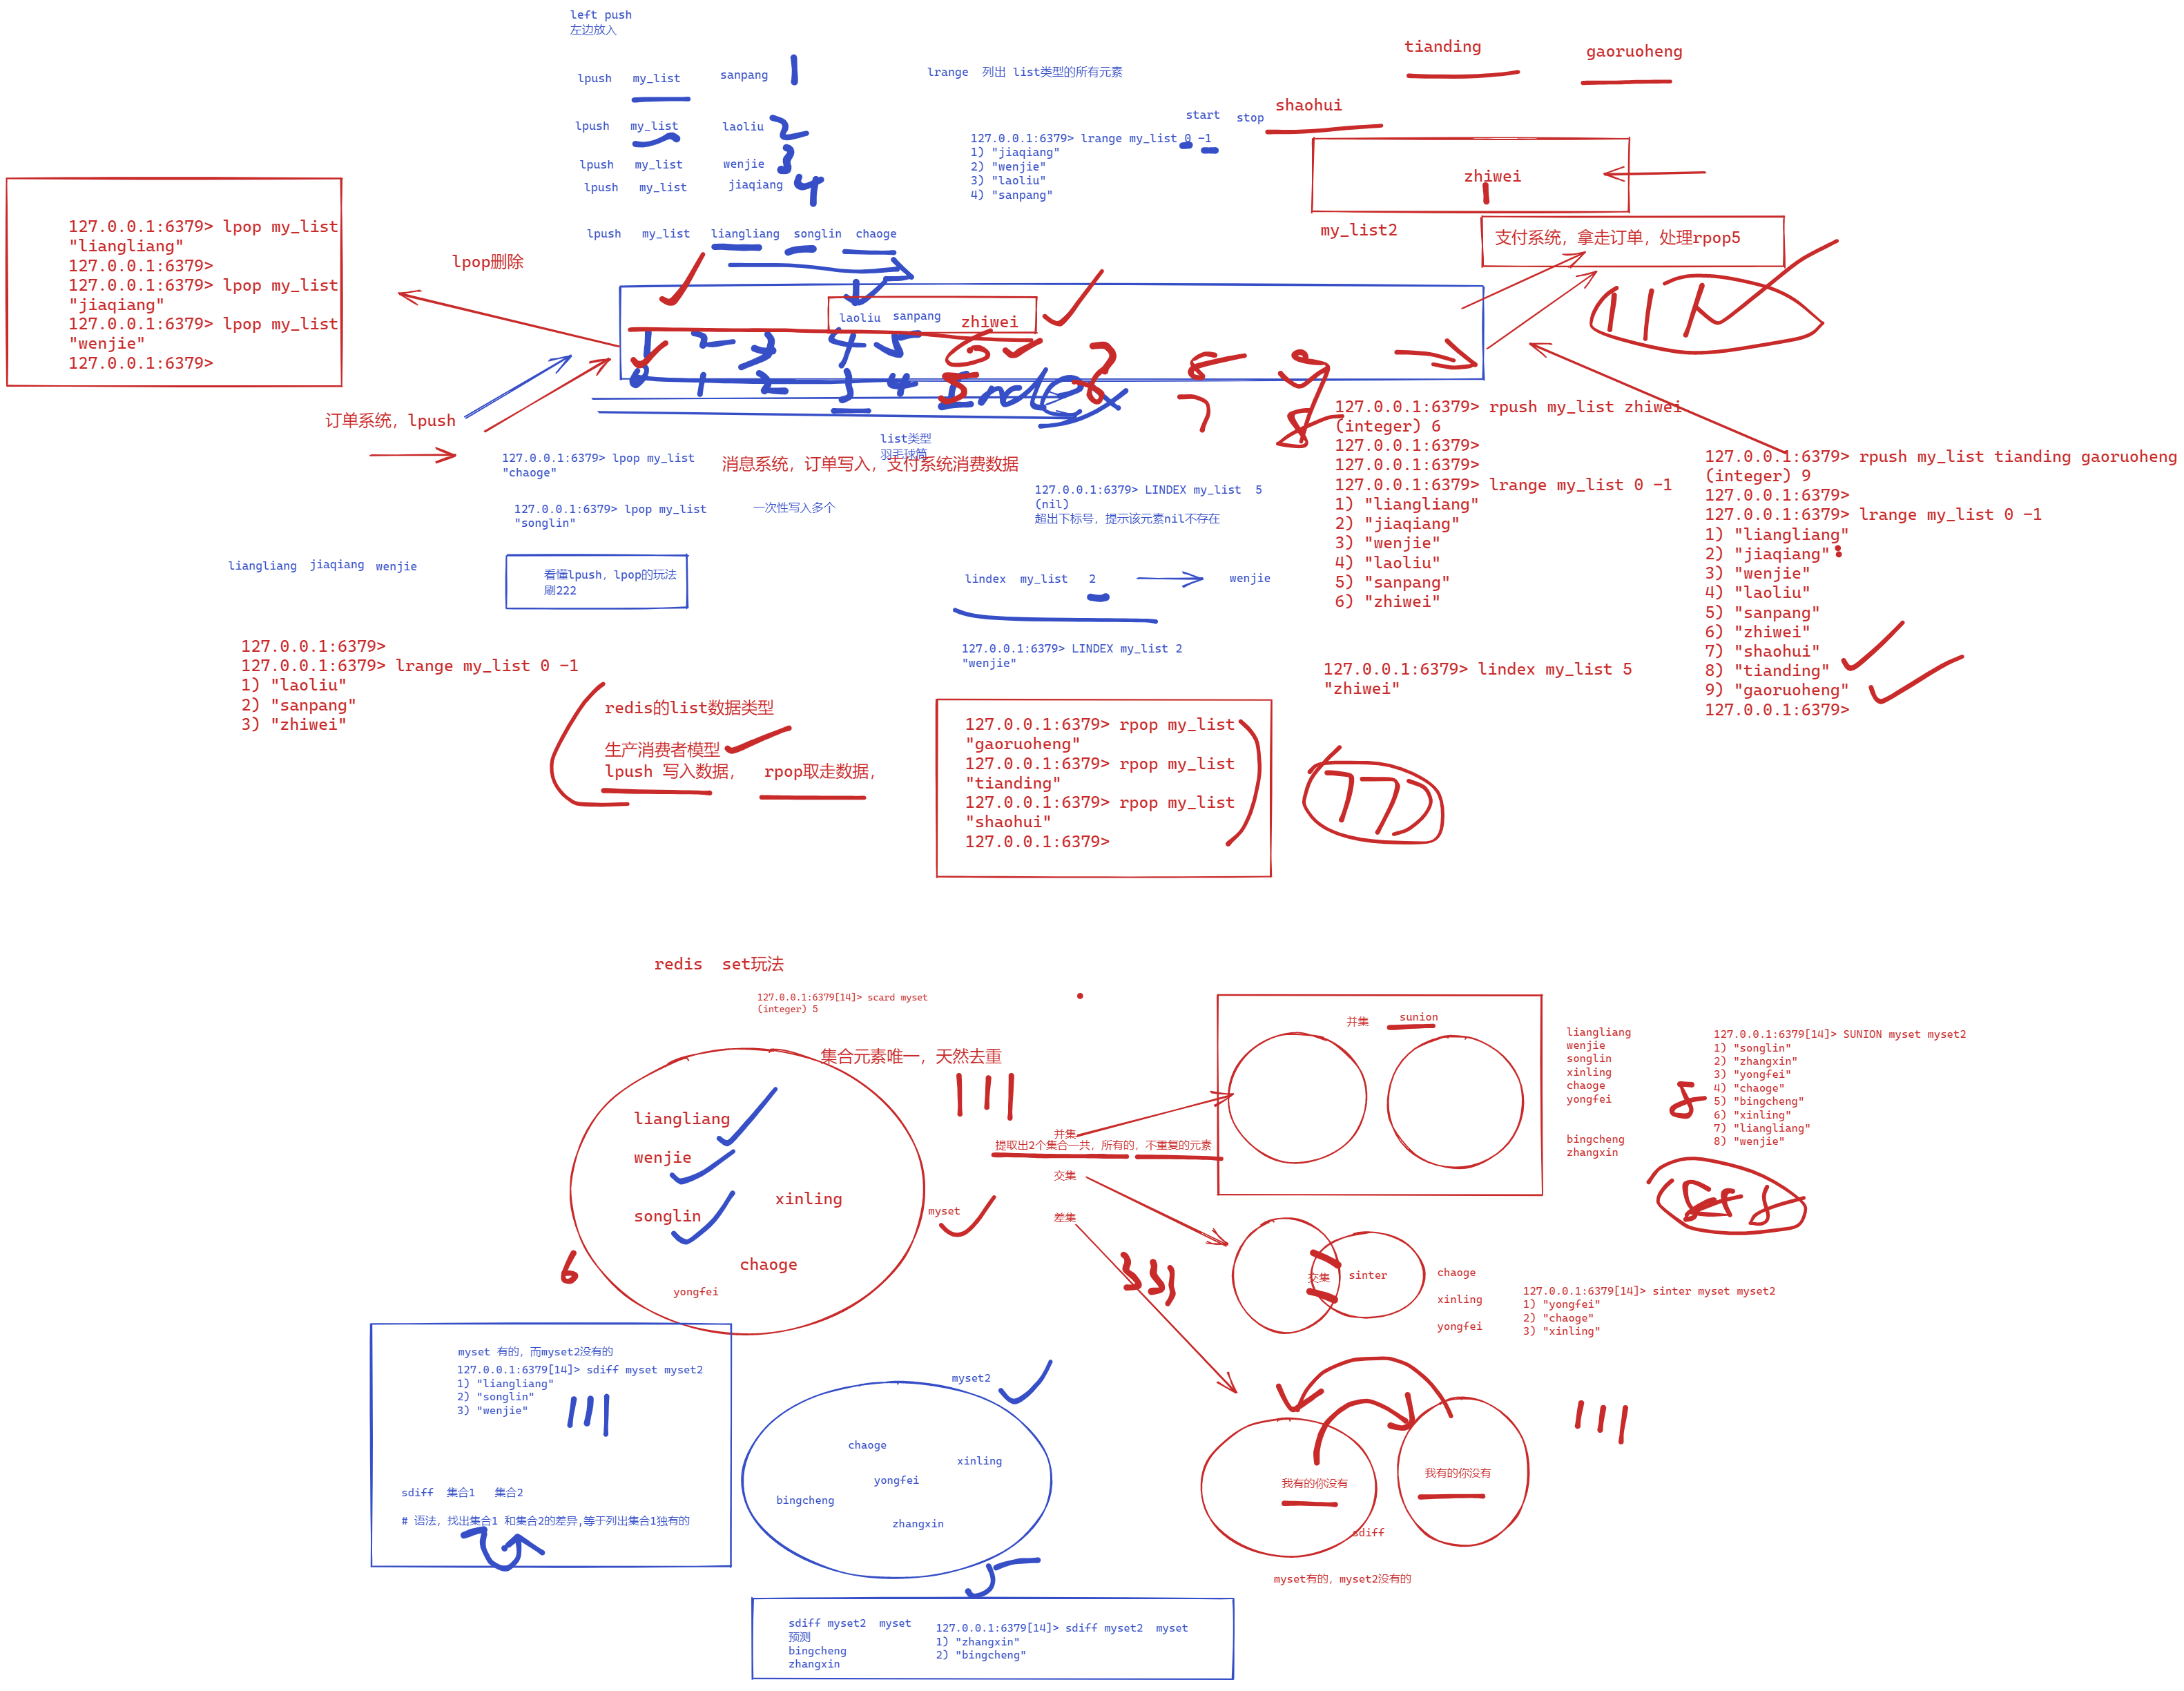 left push
左边放入
lpush my_list sanpang
lpush my_list laoliu
lpush my_list wenjie
lpush my_list jiaqiang
lpush my_list liangliang songlin chaoge
lrange 列出 list类型的所有元素
start stop
127.0.0.1:6379> lrange my_list 0 -1
1) "jiaqiang"
2) "wenjie"
3) "laoliu"
4) "sanpang"
tianding
gaoruoheng
shaohui
zhiwei
my_list2
支付系统，拿走订单，处理rpop5
127.0.0.1:6379> lpop my_list
"liangliang"
127.0.0.1:6379>
127.0.0.1:6379> lpop my_list
"jiaqiang"
127.0.0.1:6379> lpop my_list
"wenjie"
127.0.0.1:6379>
lpop删除
laoliu sanpang zhiwei
订单系统，lpush
list类型
羽毛球筒
消息系统，订单写入，支付系统消费数据
127.0.0.1:6379> lpop my_list
"chaoge"
127.0.0.1:6379> lpop my_list
"songlin"
一次性写入多个
127.0.0.1:6379> LINDEX my_list 5
(nil)
超出下标号，提示该元素nil不存在
127.0.0.1:6379> rpush my_list zhiwei
(integer) 6
127.0.0.1:6379>
127.0.0.1:6379>
127.0.0.1:6379> lrange my_list 0 -1
1) "liangliang"
2) "jiaqiang"
3) "wenjie"
4) "laoliu"
5) "sanpang"
6) "zhiwei"
127.0.0.1:6379> rpush my_list tianding gaoruoheng
(integer) 9
127.0.0.1:6379>
127.0.0.1:6379> lrange my_list 0 -1
1) "liangliang"
2) "jiaqiang"
3) "wenjie"
4) "laoliu"
5) "sanpang"
6) "zhiwei"
7) "shaohui"
8) "tianding"
9) "gaoruoheng"
127.0.0.1:6379>
liangliang jiaqiang wenjie
看懂lpush，lpop的玩法
刷222
lindex my_list 2
wenjie
127.0.0.1:6379> LINDEX my_list 2
"wenjie"
127.0.0.1:6379> lindex my_list 5
"zhiwei"
127.0.0.1:6379>
127.0.0.1:6379> lrange my_list 0 -1
1) "laoliu"
2) "sanpang"
3) "zhiwei"
redis的list数据类型
生产消费者模型
lpush 写入数据， rpop取走数据，
127.0.0.1:6379> rpop my_list
"gaoruoheng"
127.0.0.1:6379> rpop my_list
"tianding"
127.0.0.1:6379> rpop my_list
"shaohui"
127.0.0.1:6379>
redis set玩法
127.0.0.1:6379[14]> scard myset
(integer) 5
集合元素唯一，天然去重
liangliang
wenjie
xinling
songlin
chaoge
yongfei
myset
6
并集
提取出2个集合一共，所有的，不重复的元素
交集
差集
并集 sunion
liangliang
wenjie
songlin
xinling
chaoge
yongfei
bingcheng
zhangxin
127.0.0.1:6379[14]> SUNION myset myset2
1) "songlin"
2) "zhangxin"
3) "yongfei"
4) "chaoge"
5) "bingcheng"
6) "xinling"
7) "liangliang"
8) "wenjie"
交集 sinter
chaoge
xinling
yongfei
127.0.0.1:6379[14]> sinter myset myset2
1) "yongfei"
2) "chaoge"
3) "xinling"
myset 有的，而myset2没有的
127.0.0.1:6379[14]> sdiff myset myset2
1) "liangliang"
2) "songlin"
3) "wenjie"
sdiff 集合1 集合2
# 语法，找出集合1 和集合2的差异,等于列出集合1独有的
myset2
chaoge
xinling
yongfei
bingcheng
zhangxin
我有的你没有
我有的你没有
sdiff
myset有的，myset2没有的
sdiff myset2 myset
预测
bingcheng
zhangxin
127.0.0.1:6379[14]> sdiff myset2 myset
1) "zhangxin"
2) "bingcheng"